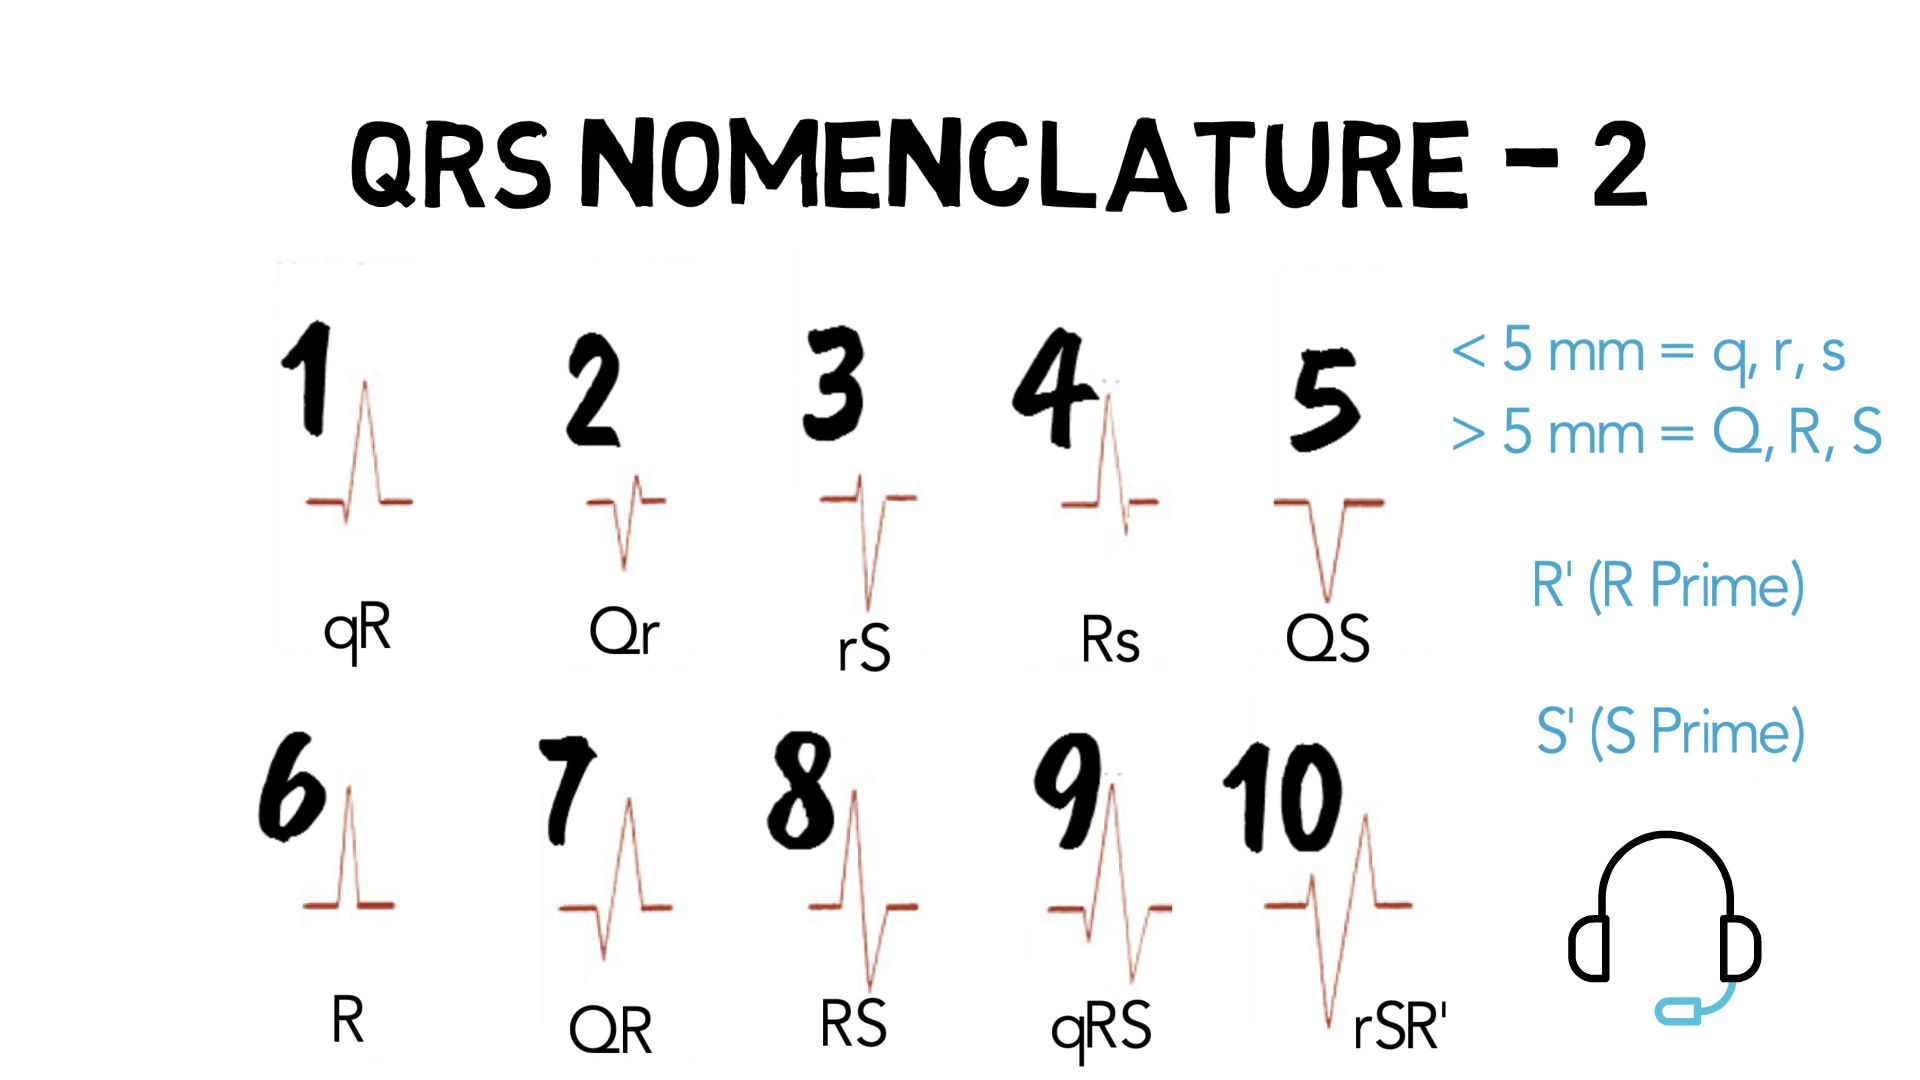 QRS NOMENCLATURE - 2
1 2 3 4 5
< 5 mm = q, r, s
> 5 mm = Q, R, S
qR Qr rS Rs QS
R' (R Prime)
S' (S Prime)
6 7 8 9 10
R QR RS qRS rSR'